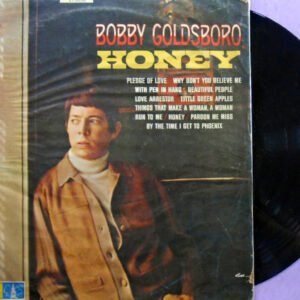 BOBBY GOLDSBORO
HONEY
PLEDGE OF LOVE WHY DON'T YOU BELIEVE ME
WITH PEN IN HAND • BEAUTIFUL PEOPLE
LOVE ARRESTOR LITTLE GREEN APPLES
THINGS THAT MAKE A WOMAN, A WOMAN
RUN TO ME HONEY PARDON ME MISS
BY THE TIME I GET TO PHOENIX